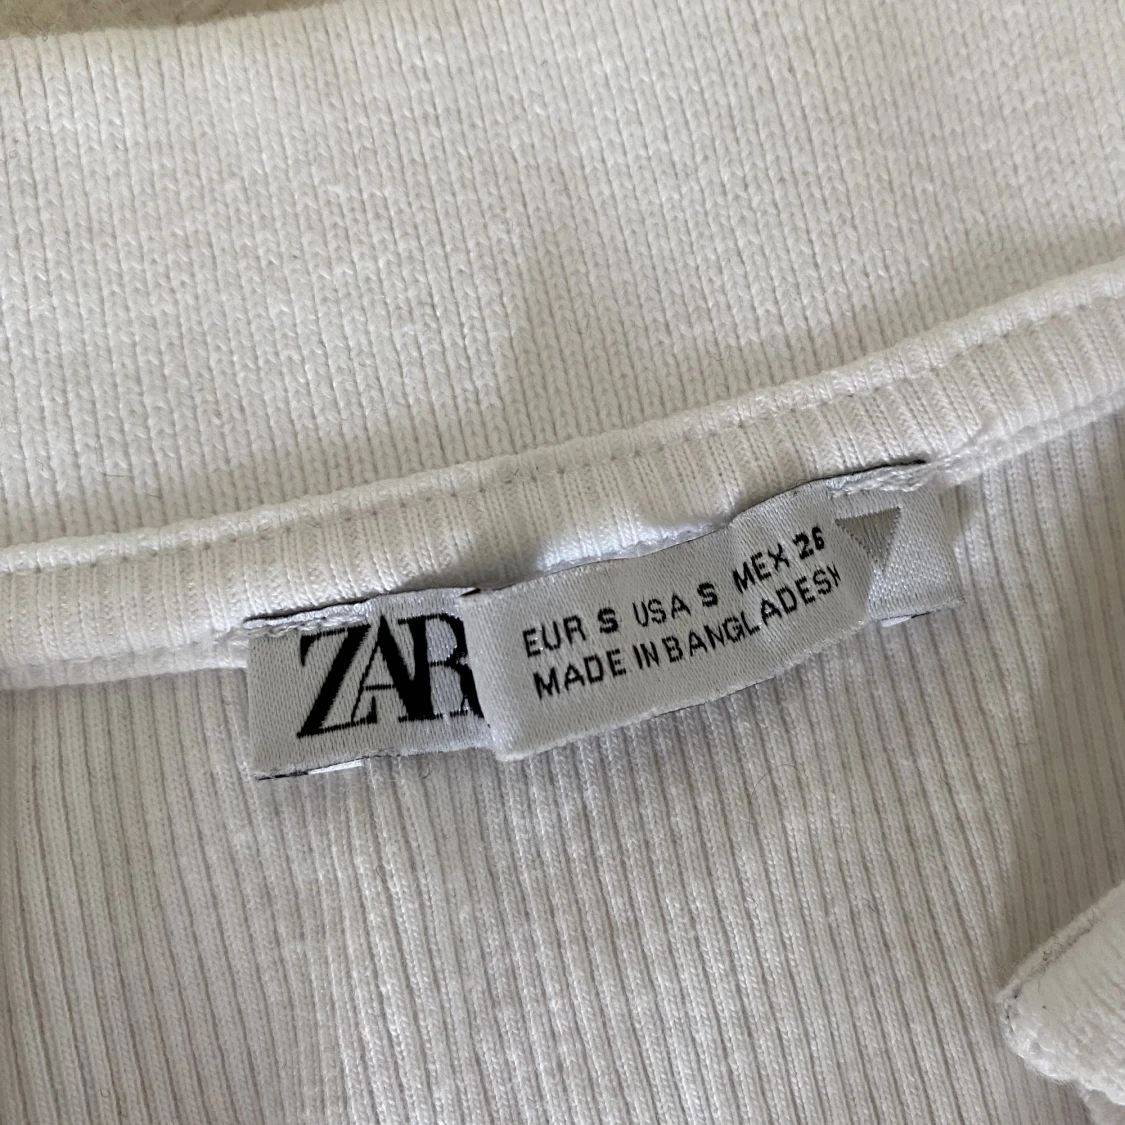 ZAR
EUR S USA S MEX 26
MADE IN BANGLADESH